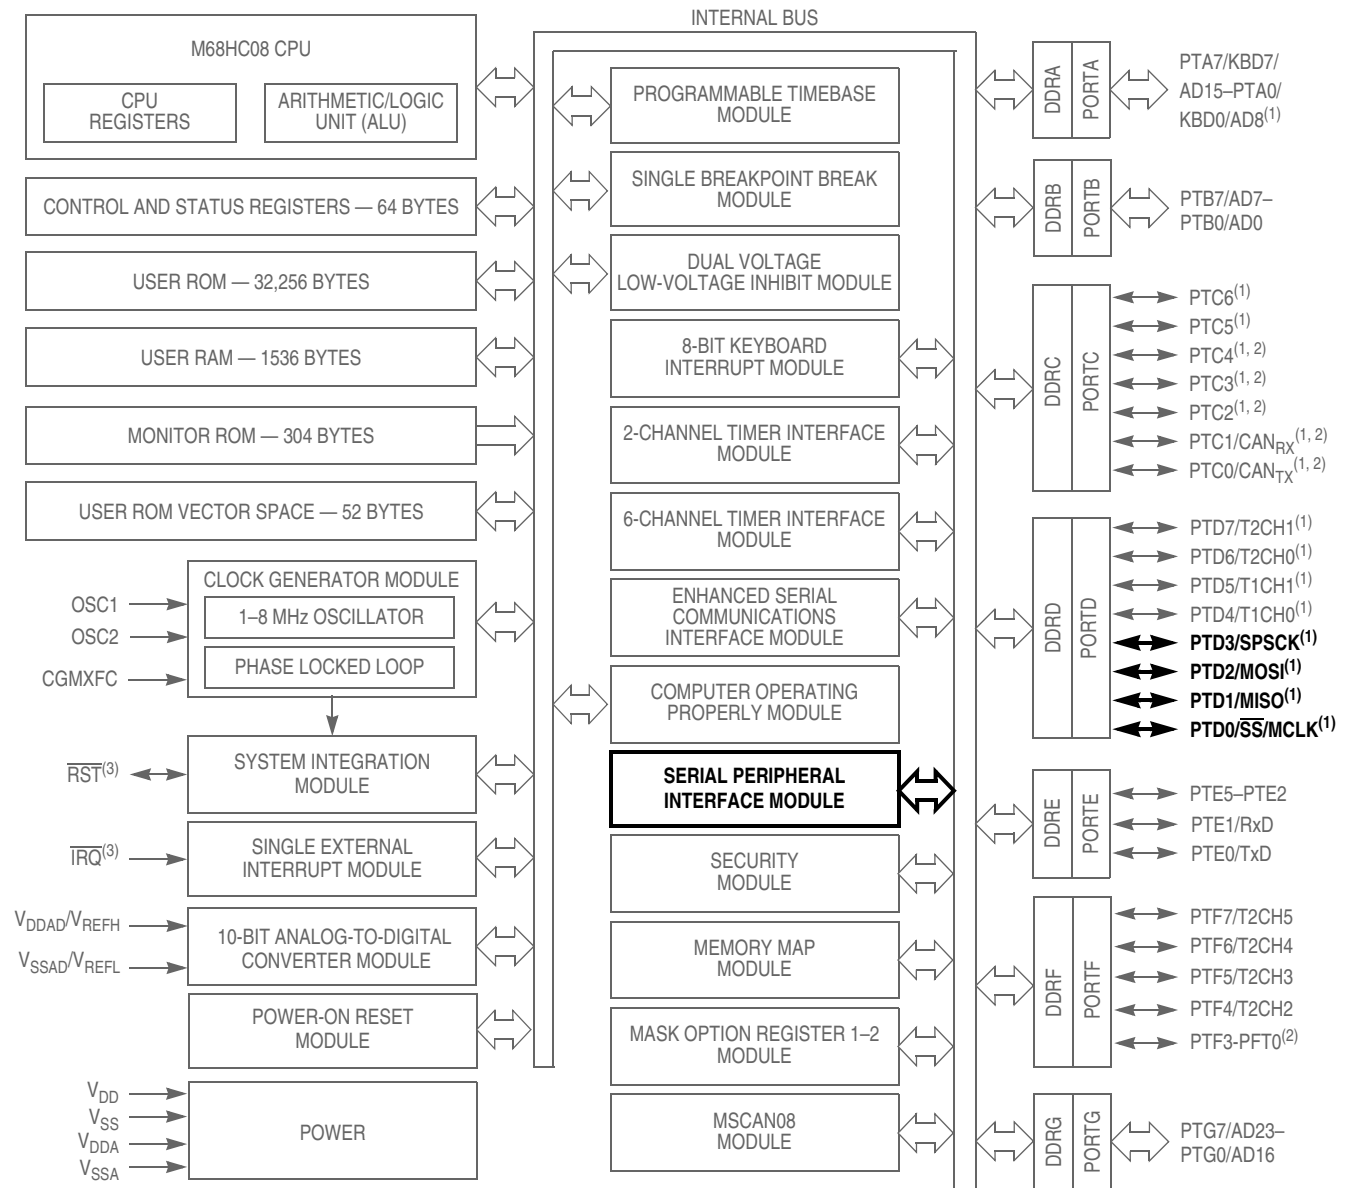 INTERNAL BUS
M68HC08 CPU
CPU
REGISTERS
ARITHMETIC/LOGIC
UNIT (ALU)
CONTROL AND STATUS REGISTERS — 64 BYTES
USER ROM — 32,256 BYTES
USER RAM — 1536 BYTES
MONITOR ROM — 304 BYTES
USER ROM VECTOR SPACE — 52 BYTES
CLOCK GENERATOR MODULE
1–8 MHz OSCILLATOR
PHASE LOCKED LOOP
OSC1
OSC2
CGMXFC
SYSTEM INTEGRATION
MODULE
RST(3)
SINGLE EXTERNAL
INTERRUPT MODULE
IRQ(3)
10-BIT ANALOG-TO-DIGITAL
CONVERTER MODULE
VDDAD/VREFH
VSSAD/VREFL
POWER-ON RESET
MODULE
POWER
VDD
VSS
VDDA
VSSA
PROGRAMMABLE TIMEBASE
MODULE
SINGLE BREAKPOINT BREAK
MODULE
DUAL VOLTAGE
LOW-VOLTAGE INHIBIT MODULE
8-BIT KEYBOARD
INTERRUPT MODULE
2-CHANNEL TIMER INTERFACE
MODULE
6-CHANNEL TIMER INTERFACE
MODULE
ENHANCED SERIAL
COMMUNICATIONS
INTERFACE MODULE
COMPUTER OPERATING
PROPERLY MODULE
SERIAL PERIPHERAL
INTERFACE MODULE
SECURITY
MODULE
MEMORY MAP
MODULE
MASK OPTION REGISTER 1–2
MODULE
MSCAN08
MODULE
DDRA
PORTA
PTA7/KBD7/
AD15–PTA0/
KBD0/AD8(1)
DDRB
PORTB
PTB7/AD7–
PTB0/AD0
DDRC
PORTC
PTC6(1)
PTC5(1)
PTC4(1, 2)
PTC3(1, 2)
PTC2(1, 2)
PTC1/CANRX(1, 2)
PTC0/CANTX(1, 2)
DDRD
PORTD
PTD7/T2CH1(1)
PTD6/T2CH0(1)
PTD5/T1CH1(1)
PTD4/T1CH0(1)
PTD3/SPSCK(1)
PTD2/MOSI(1)
PTD1/MISO(1)
PTD0/SS/MCLK(1)
DDRE
PORTE
PTE5–PTE2
PTE1/RxD
PTE0/TxD
DDRF
PORTF
PTF7/T2CH5
PTF6/T2CH4
PTF5/T2CH3
PTF4/T2CH2
PTF3-PFT0(2)
DDRG
PORTG
PTG7/AD23–
PTG0/AD16